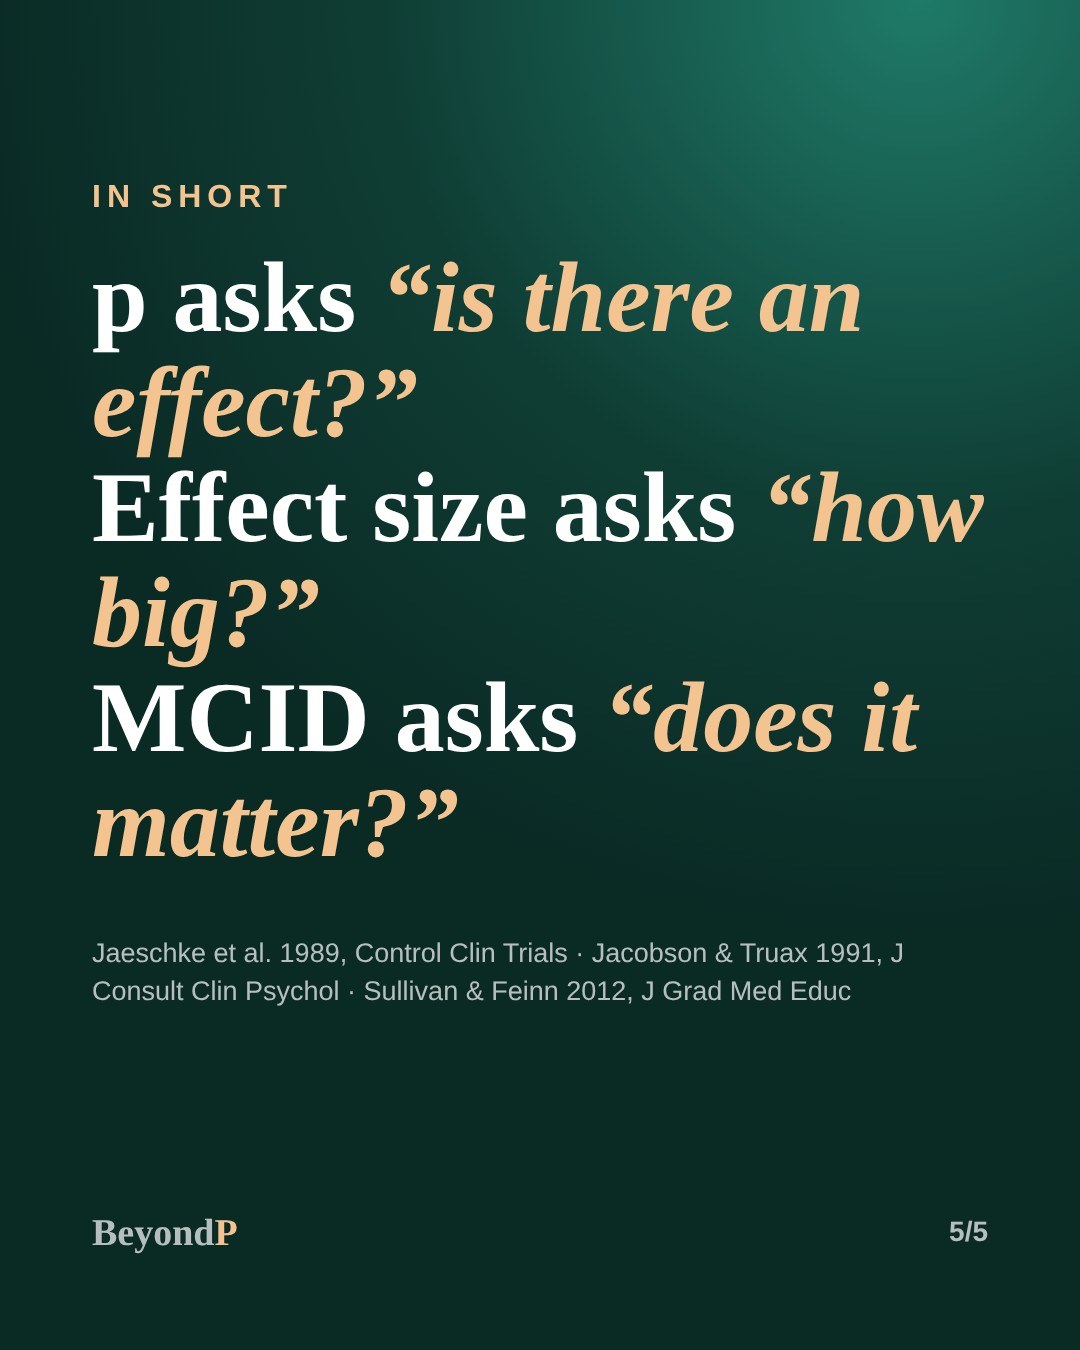 IN SHORT
p asks “is there an
effect?”
Effect size asks “how
big?”
MCID asks “does it
matter?”
Jaeschke et al. 1989, Control Clin Trials · Jacobson & Truax 1991, J
Consult Clin Psychol · Sullivan & Feinn 2012, J Grad Med Educ
BeyondP
5/5